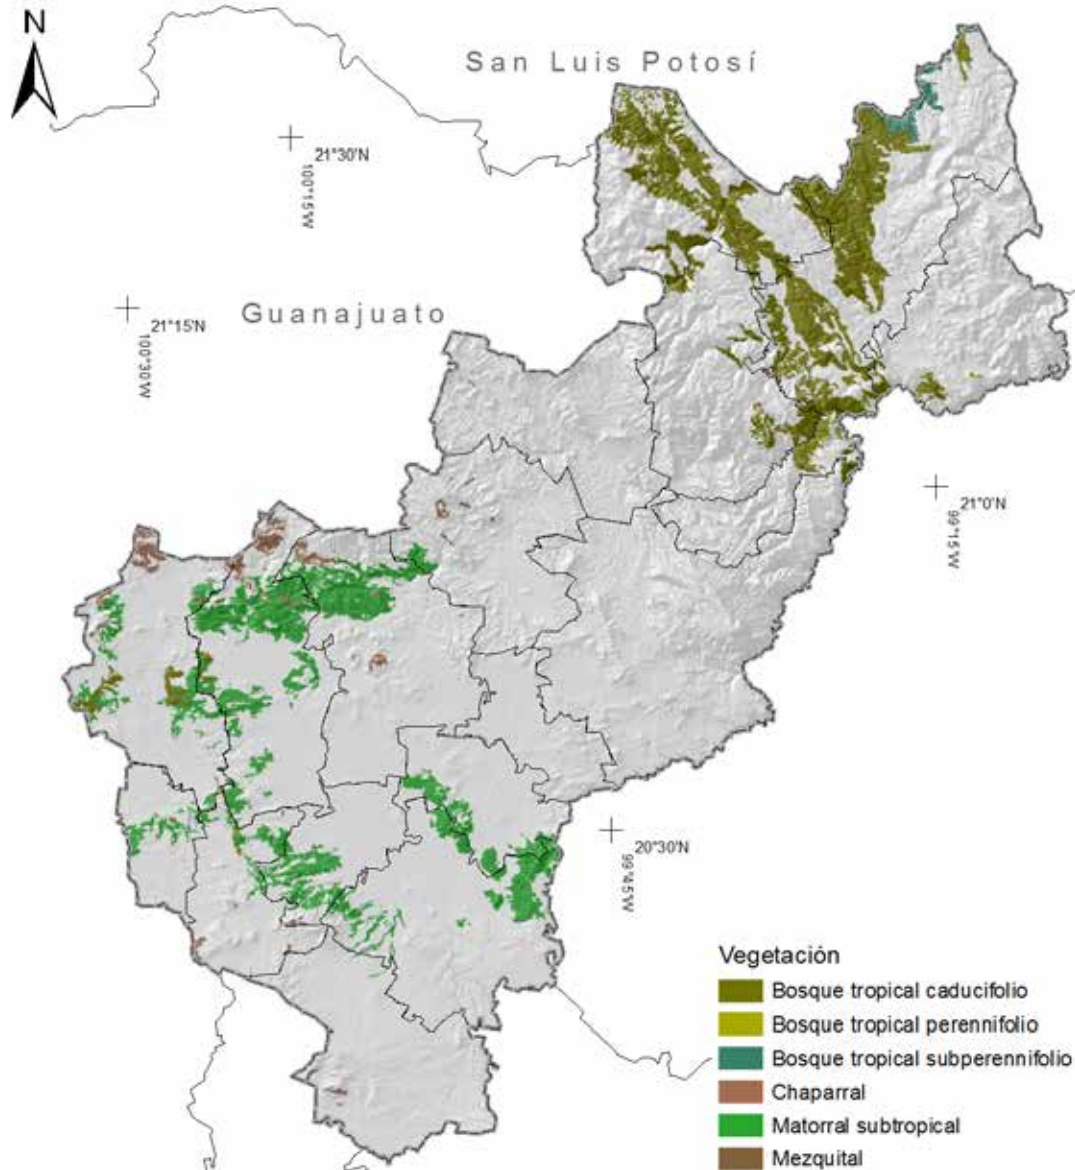 N
San Luis Potosí
21°30'N
100°15'W
Guanajuato
21°15'N
100°30'W
21°0'N
99°15'W
20°30'N
99°45'W
Vegetación
Bosque tropical caducifolio
Bosque tropical perennifolio
Bosque tropical subperennifolio
Chaparral
Matorral subtropical
Mezquital